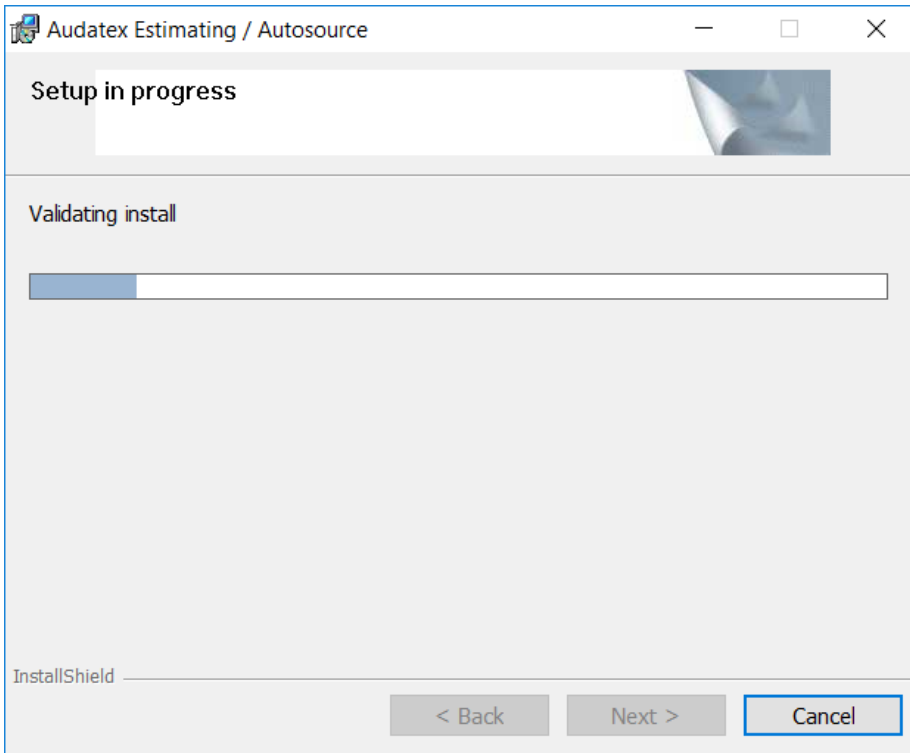 Audatex Estimating / Autosource
Setup in progress
Validating install
InstallShield
< Back
Next >
Cancel